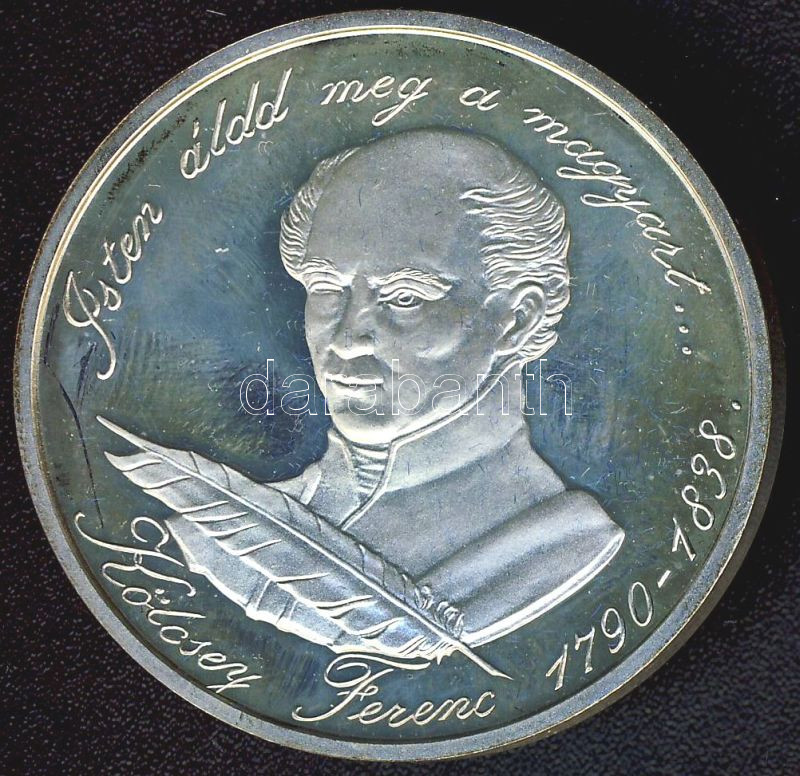 Isten áldd meg a magyart...
darabanth
Kölcsey Ferenc 1790-1838.